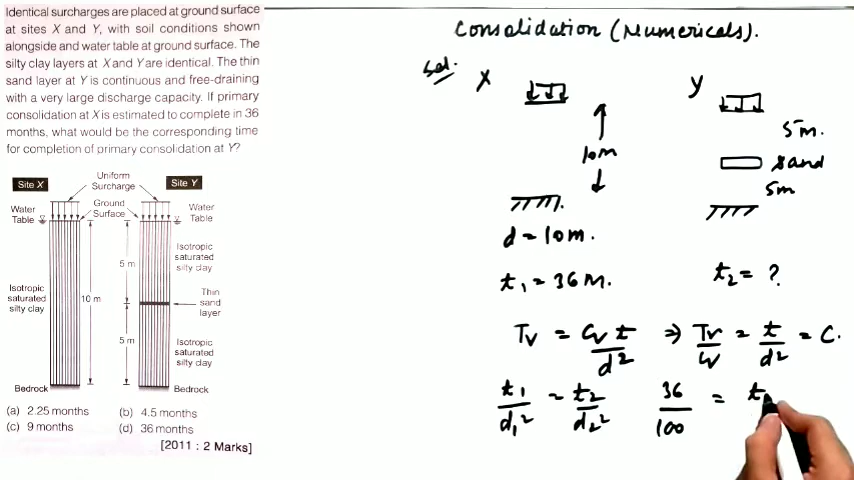 Identical surcharges are placed at ground surface
at sites X and Y, with soil conditions shown
alongside and water table at ground surface. The
silty clay layers at X and Y are identical. The thin
sand layer at Y is continuous and free-draining
with a very large discharge capacity. If primary
consolidation at X is estimated to complete in 36
months, what would be the corresponding time
for completion of primary consolidation at Y?
Site X
Uniform
Surcharge
Site Y
Water
Table
Ground
Surface
Water
Table
Isotropic
saturated
silty clay
10 m
5 m
Isotropic
saturated
silty clay
Thin
sand
layer
5 m
Isotropic
saturated
silty clay
Bedrock
Bedrock
(a) 2.25 months (b) 4.5 months
(c) 9 months (d) 36 months
[2011 : 2 Marks]
Consolidation (Numericals).
Sol.
X
10m
d = 10m.
t1 = 36M.
Y
5m.
sand
5m
t2 = ?
Tv = Cv t / d² ⇒ Tv / Cv = t / d² = C.
t1 / d1² = t2 / d2² 36 / 100 = t